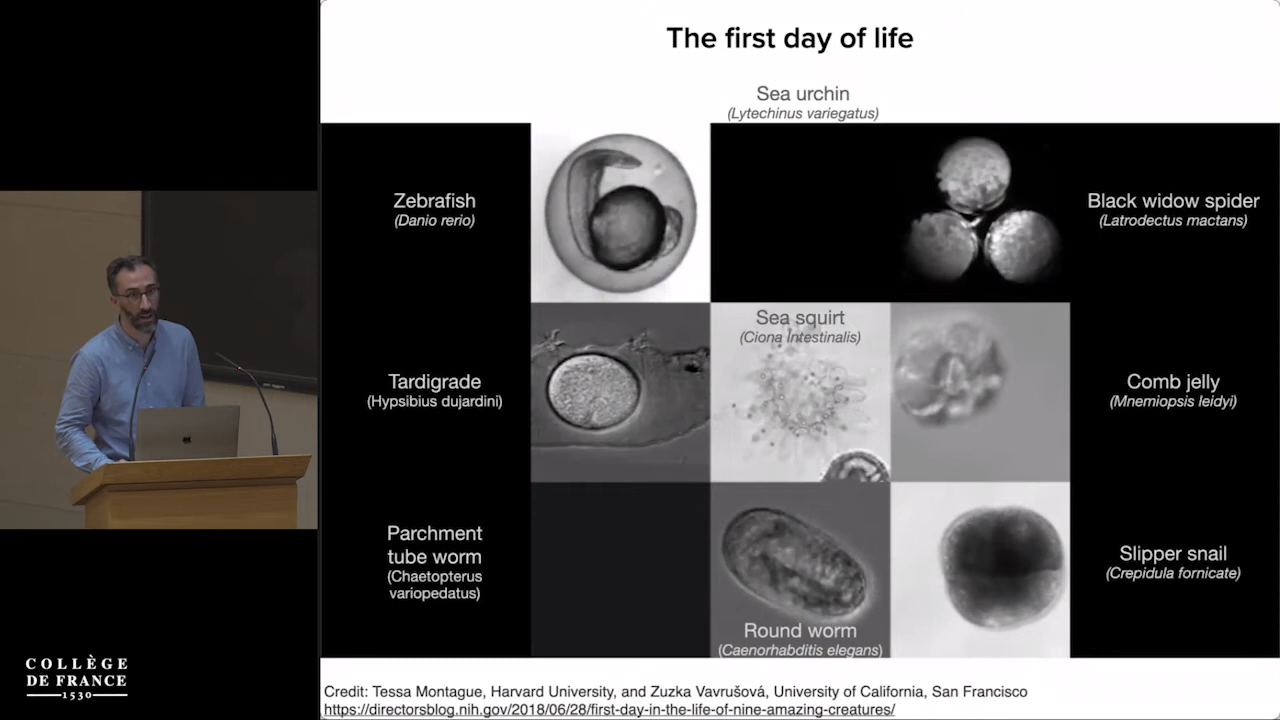 The first day of life
Sea urchin
(Lytechinus variegatus)
Zebrafish
(Danio rerio)
Black widow spider
(Latrodectus mactans)
Sea squirt
(Ciona Intestinalis)
Tardigrade
(Hypsibius dujardini)
Comb jelly
(Mnemiopsis leidyi)
Parchment
tube worm
(Chaetopterus
variopedatus)
Slipper snail
(Crepidula fornicate)
Round worm
(Caenorhabditis elegans)
COLLÈGE
DE FRANCE
1530
Credit: Tessa Montague, Harvard University, and Zuzka Vavrušová, University of California, San Francisco
https://directorsblog.nih.gov/2018/06/28/first-day-in-the-life-of-nine-amazing-creatures/